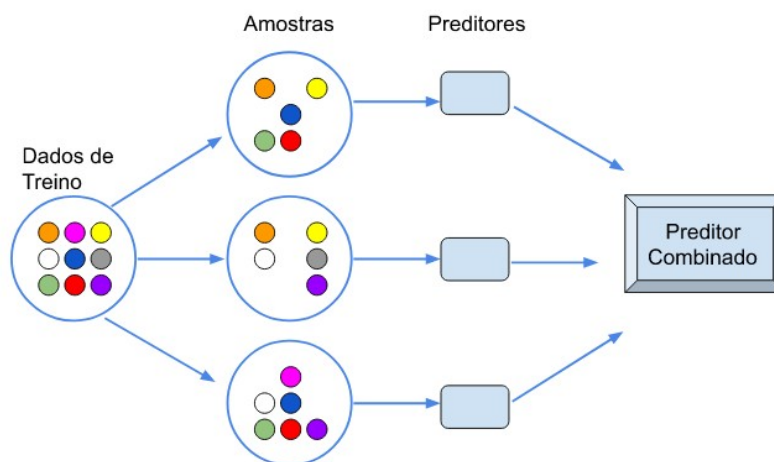 Amostras
Preditores
Dados de
Treino
Preditor
Combinado